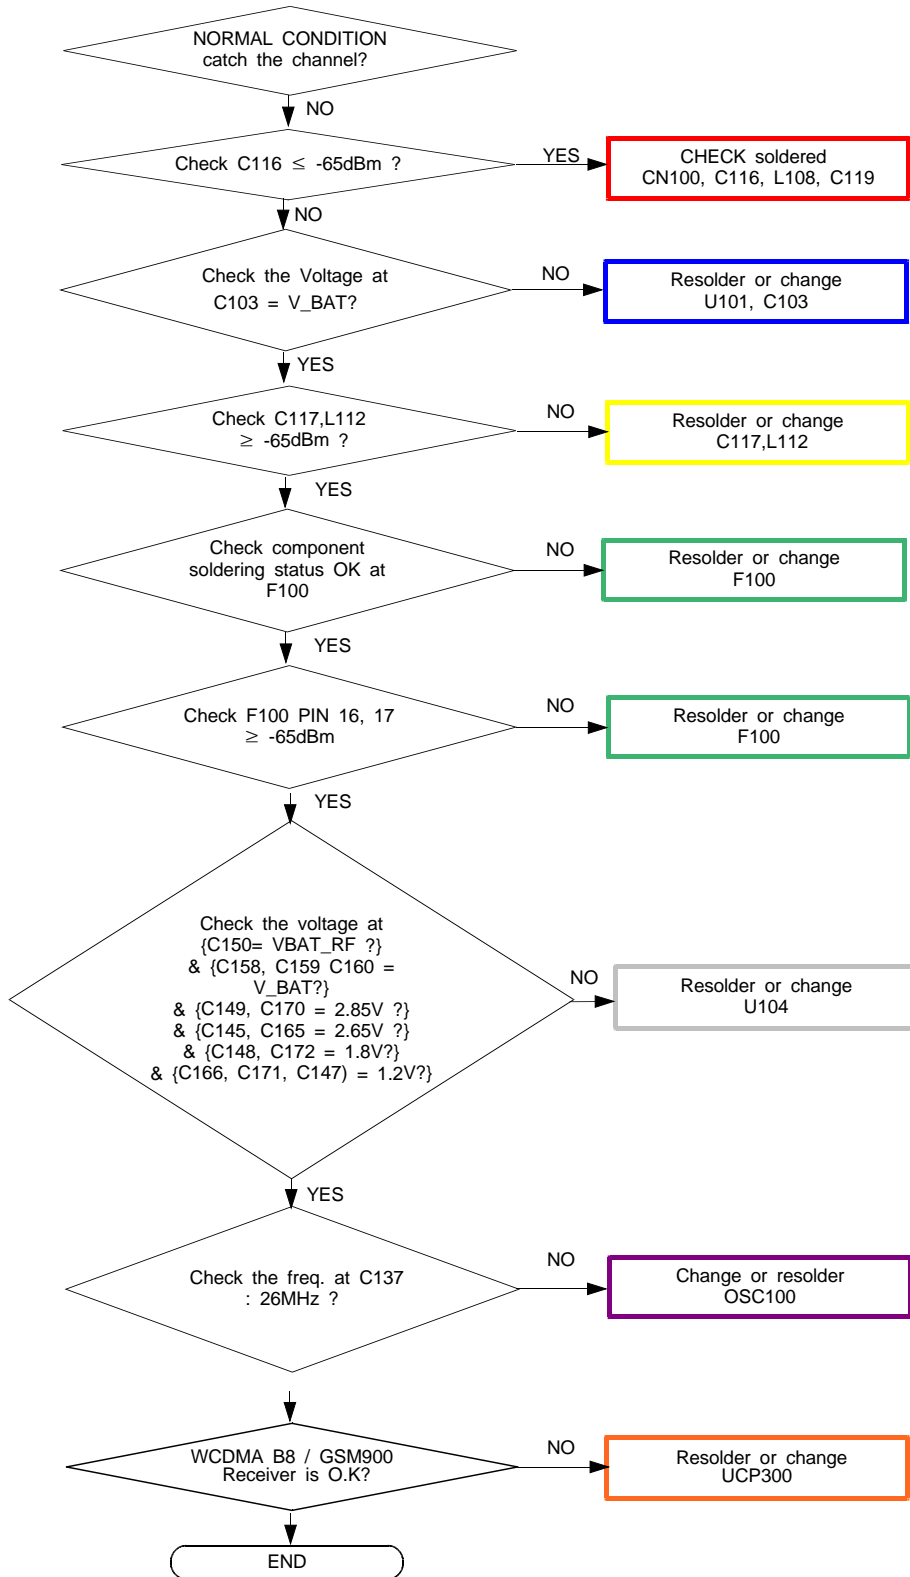 NORMAL CONDITION
catch the channel?
NO
Check C116 ≤ -65dBm ?
YES
CHECK soldered
CN100, C116, L108, C119
NO
Check the Voltage at
C103 = V_BAT?
NO
Resolder or change
U101, C103
YES
Check C117,L112
≥ -65dBm ?
NO
Resolder or change
C117,L112
YES
Check component
soldering status OK at
F100
NO
Resolder or change
F100
YES
Check F100 PIN 16, 17
≥ -65dBm
NO
Resolder or change
F100
YES
Check the voltage at
{C150= VBAT_RF ?}
& {C158, C159 C160 =
V_BAT?}
& {C149, C170 = 2.85V ?}
& {C145, C165 = 2.65V ?}
& {C148, C172 = 1.8V?}
& {C166, C171, C147) = 1.2V?}
NO
Resolder or change
U104
YES
Check the freq. at C137
: 26MHz ?
NO
Change or resolder
OSC100
WCDMA B8 / GSM900
Receiver is O.K?
NO
Resolder or change
UCP300
END